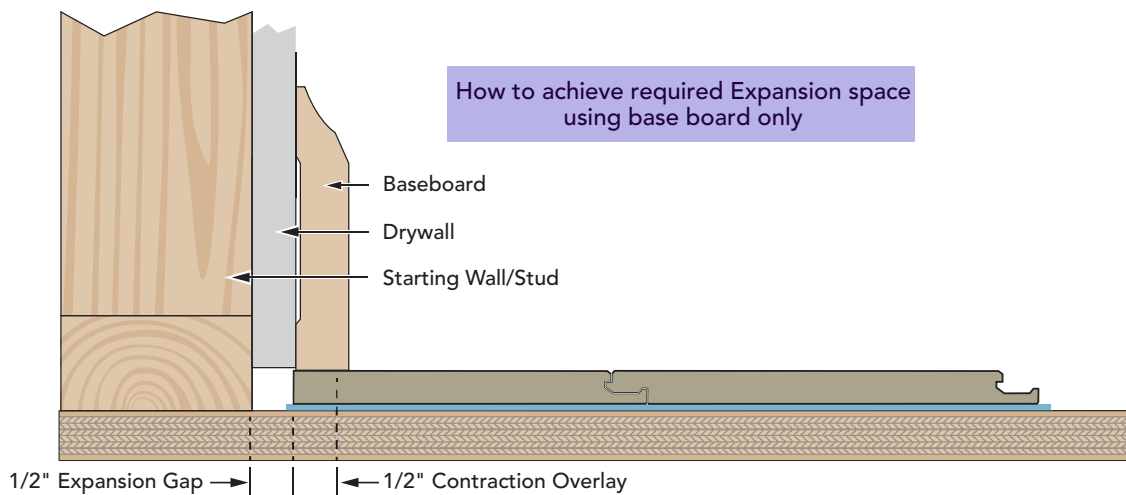 How to achieve required Expansion space
using base board only
Baseboard
Drywall
Starting Wall/Stud
1/2" Expansion Gap
1/2" Contraction Overlay